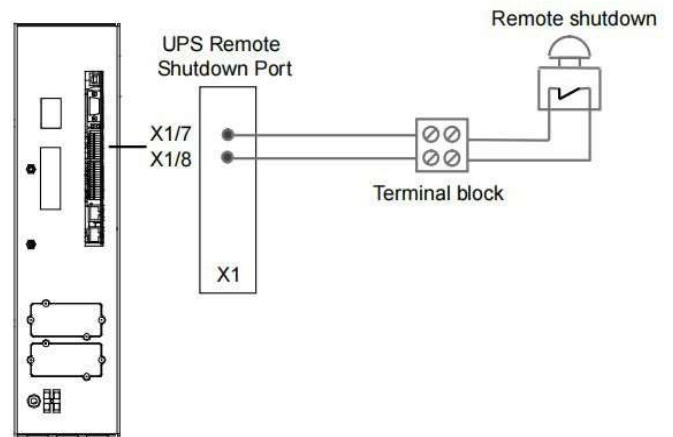 Remote shutdown
UPS Remote
Shutdown Port
X1/7
X1/8
Terminal block
X1